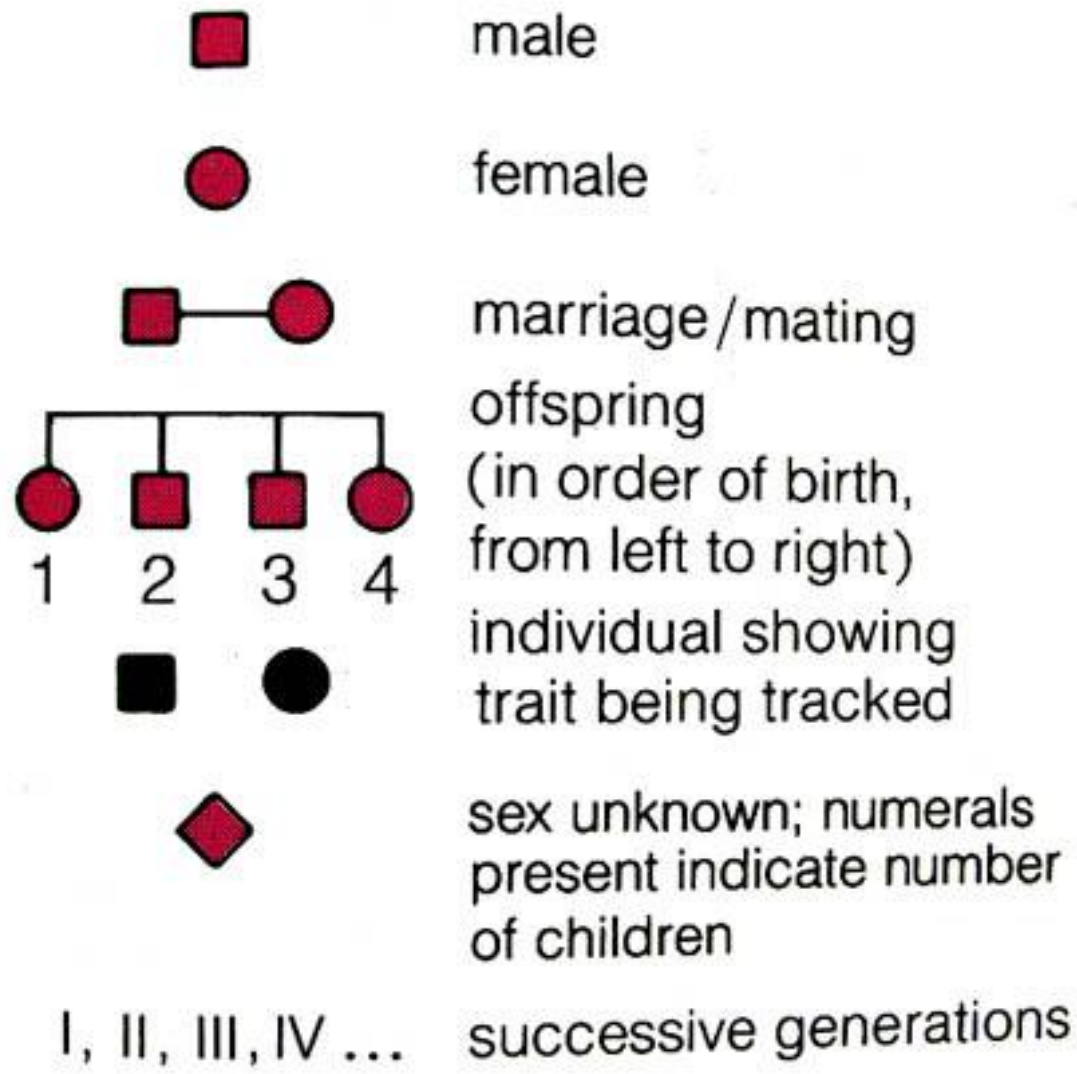 male
female
marriage/mating
offspring
(in order of birth,
from left to right)
1 2 3 4
individual showing
trait being tracked
sex unknown; numerals
present indicate number
of children
I, II, III, IV ... successive generations